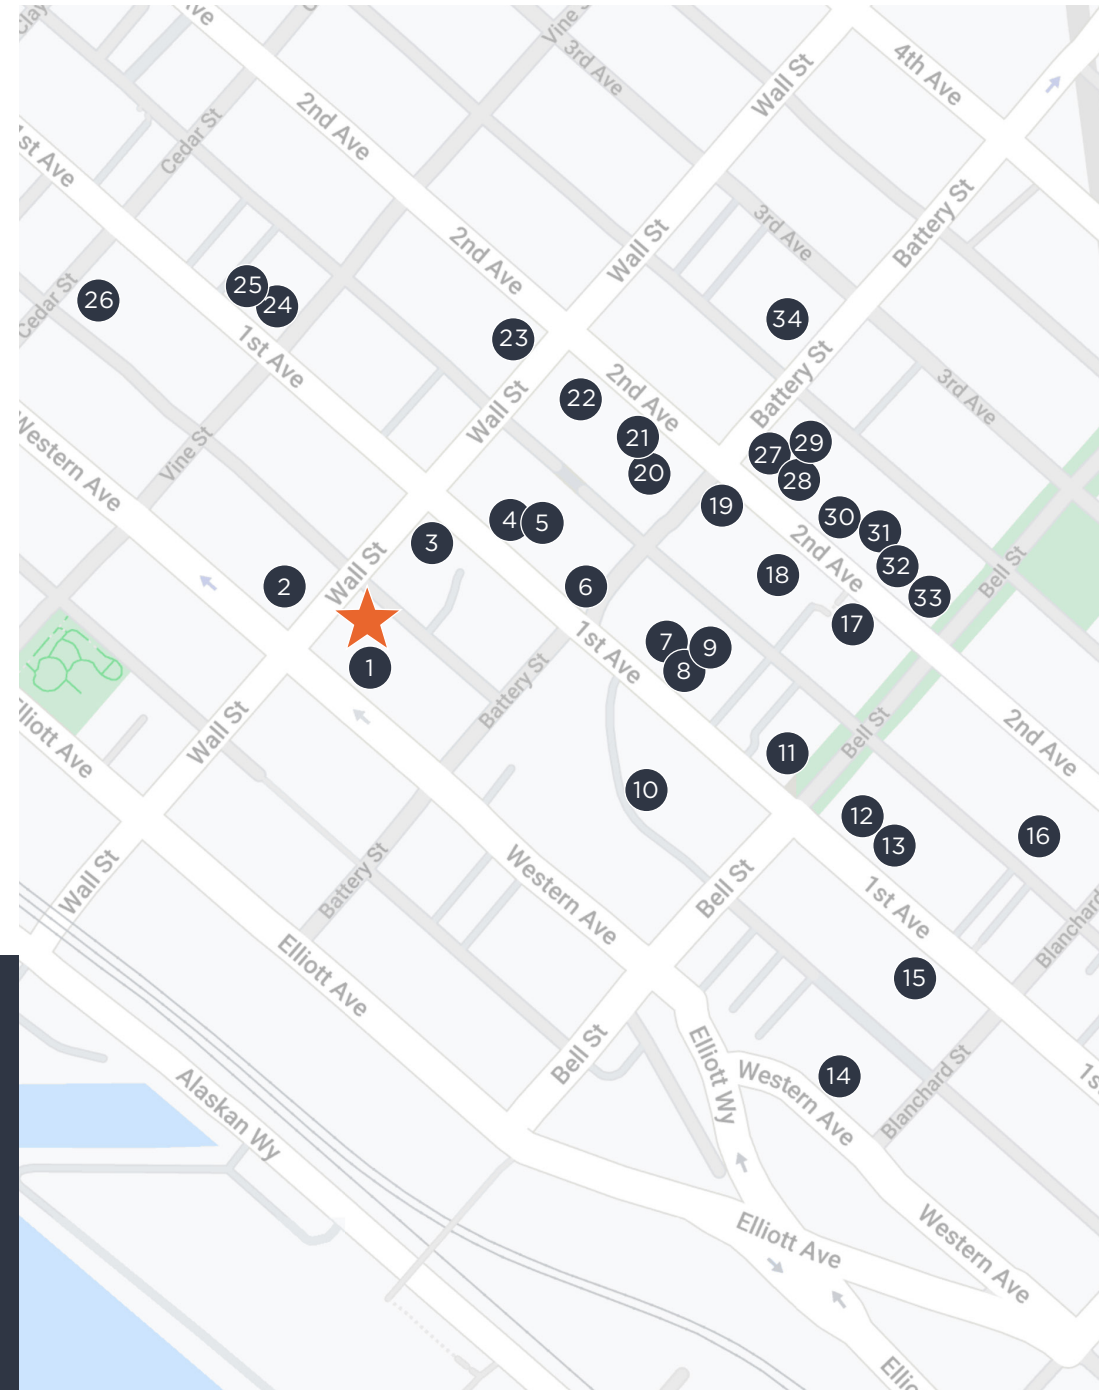 Clay
Ave
Vine S
3rd Ave
4th Ave
Wall St
2nd Ave
Cedar St
1st Ave
Battery St
3rd Ave
2nd Ave
Wall St
26
25
24
Cedar St
1st Ave
23
34
Battery St
22
2nd Ave
3rd Ave
Wall St
21
20
27
29
28
Western Ave
Vine St
4
5
19
30
31
3
2nd Ave
32
18
2
Wall St
6
33
Bell St
17
1st Ave
7
9
8
1
Battery St
Wall St
Bell St
2nd Ave
Elliott Ave
11
10
12
13
16
Wall St
Battery St
Western Ave
Bell St
1st Ave
Blanchard
Elliott Ave
15
Bell St
Elliott Wy
14
Western Ave
Blanchard St
1s
Alaskan Wy
Elliott Ave
Western Ave
Ellio